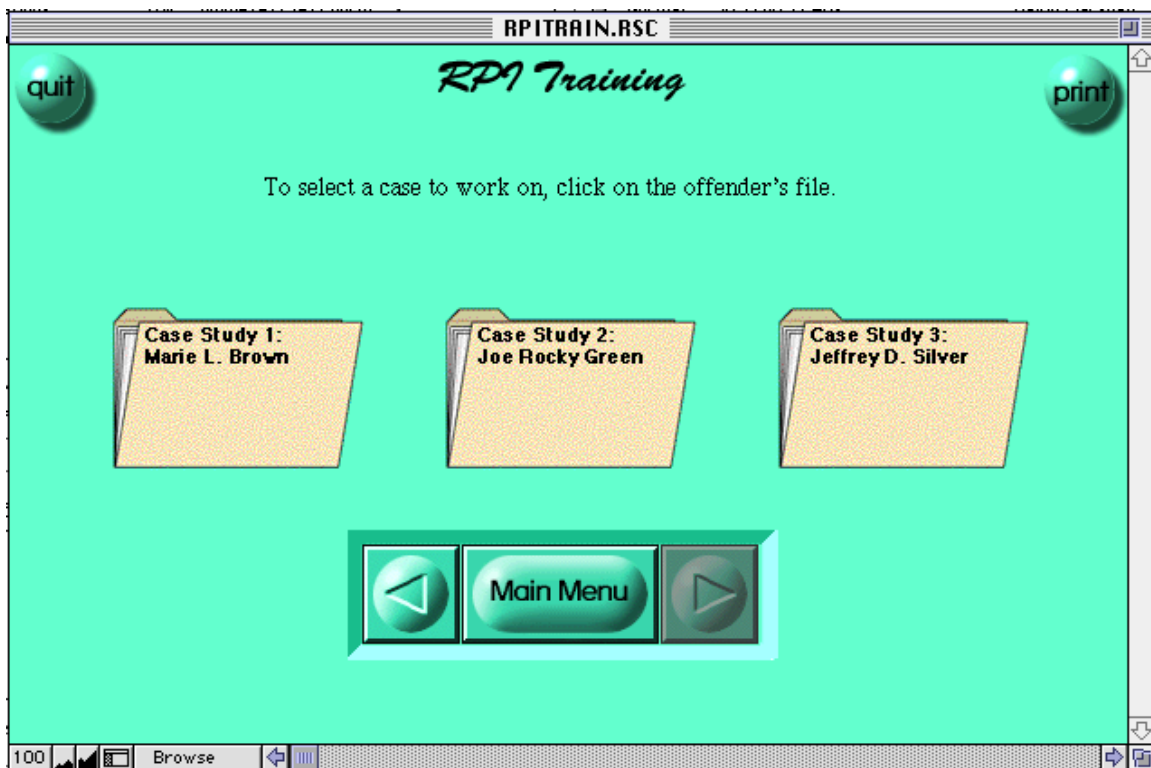 RPITRAIN.RSC
quit
RPI Training
print
To select a case to work on, click on the offender's file.
Case Study 1:
Marie L. Brown
Case Study 2:
Joe Rocky Green
Case Study 3:
Jeffrey D. Silver
Main Menu
100
Browse